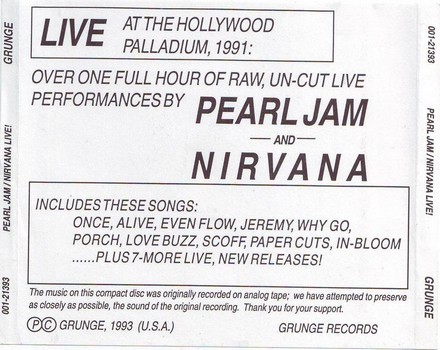 LIVE AT THE HOLLYWOOD
PALLADIUM, 1991:
OVER ONE FULL HOUR OF RAW, UN-CUT LIVE
PERFORMANCES BY PEARL JAM
— AND —
NIRVANA
INCLUDES THESE SONGS:
ONCE, ALIVE, EVEN FLOW, JEREMY, WHY GO,
PORCH, LOVE BUZZ, SCOFF, PAPER CUTS, IN-BLOOM
......PLUS 7-MORE LIVE, NEW RELEASES!
The music on this compact disc was originally recorded on analog tape; we have attempted to preserve
as closely as possible, the sound of the original recording. Thank you for your support.
Ⓟ Ⓒ GRUNGE, 1993 (U.S.A.) GRUNGE RECORDS
001-21393 PEARL JAM / NIRVANA LIVE! GRUNGE
001-21393 PEARL JAM / NIRVANA LIVE! GRUNGE